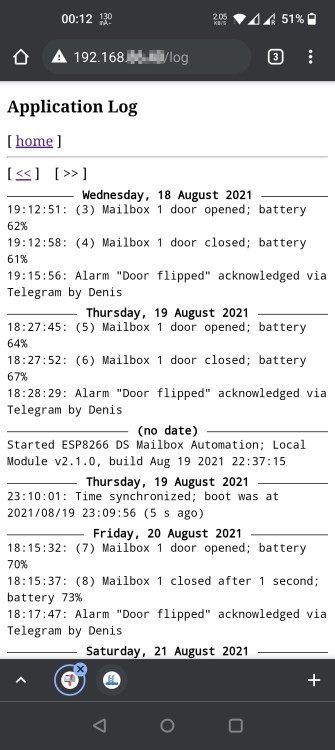 00:12 130 mA- 2.05 KB/S 51%
192.168. /log 3
Application Log
[ home ]
[ << ] [ >> ]
Wednesday, 18 August 2021
19:12:51: (3) Mailbox 1 door opened; battery
62%
19:12:58: (4) Mailbox 1 door closed; battery
61%
19:15:56: Alarm "Door flipped" acknowledged via
Telegram by Denis
Thursday, 19 August 2021
18:27:45: (5) Mailbox 1 door opened; battery
64%
18:27:52: (6) Mailbox 1 door closed; battery
67%
18:28:29: Alarm "Door flipped" acknowledged via
Telegram by Denis
(no date)
Started ESP8266 DS Mailbox Automation; Local
Module v2.1.0, build Aug 19 2021 22:37:15
Thursday, 19 August 2021
23:10:01: Time synchronized; boot was at
2021/08/19 23:09:56 (5 s ago)
Friday, 20 August 2021
18:15:32: (7) Mailbox 1 door opened; battery
70%
18:15:37: (8) Mailbox 1 closed after 1 second;
battery 73%
18:17:47: Alarm "Door flipped" acknowledged via
Telegram by Denis
Saturday, 21 August 2021